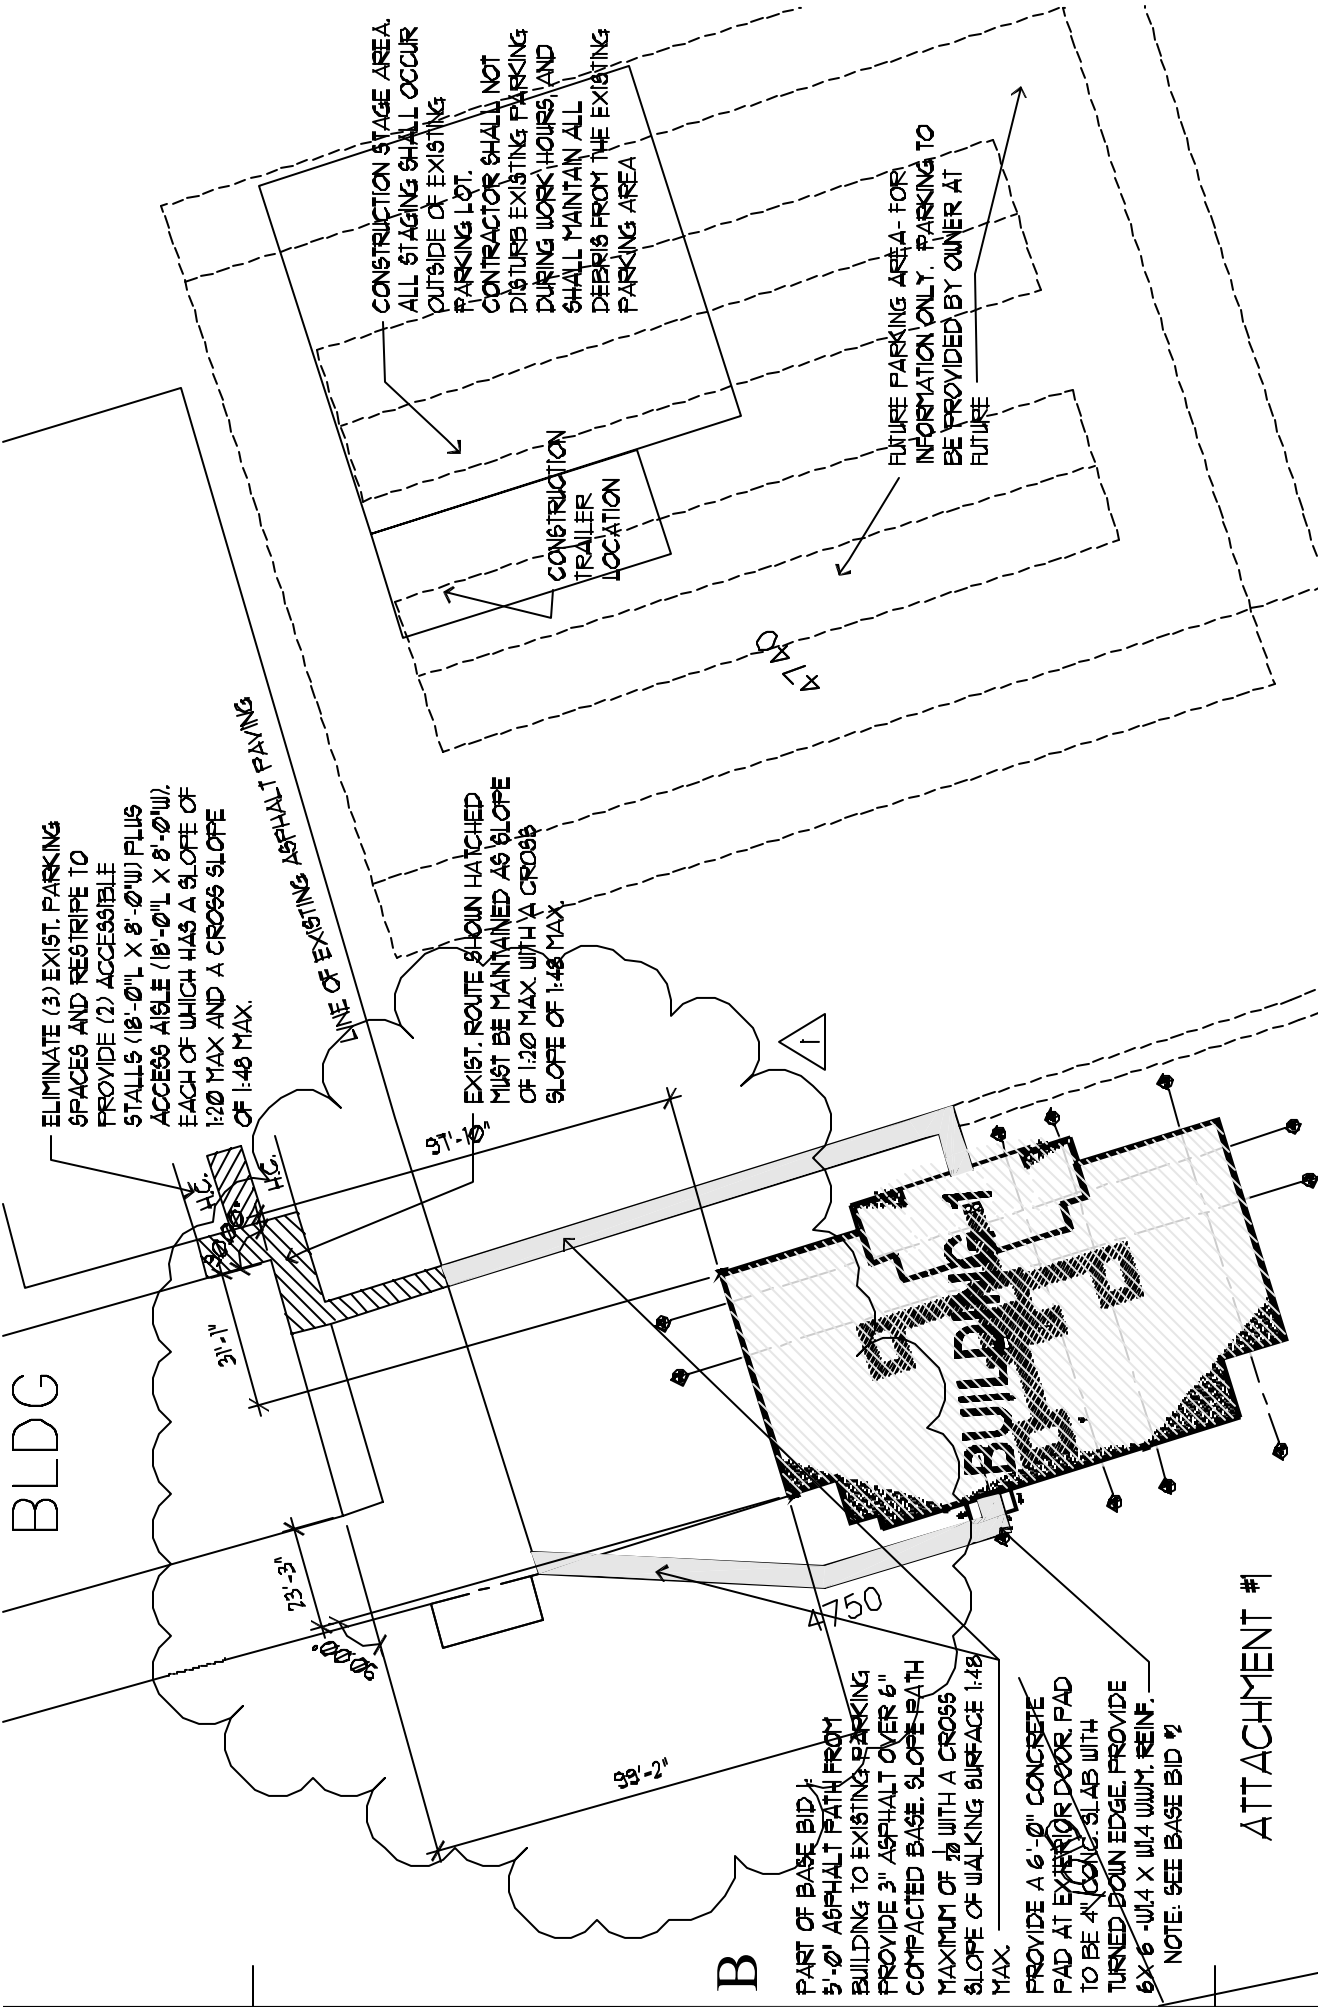 ELIMINATE (3) EXIST. PARKING
SPACES AND RESTRIPE TO
PROVIDE (2) ACCESSIBLE
STALLS (18'-0"L X 8'-0"W) PLUS
ACCESS AISLE (18'-0"L X 8'-0"W).
EACH OF WHICH HAS A SLOPE OF
1:20 MAX AND A CROSS SLOPE
OF 1:48 MAX.
CONSTRUCTION STAGE AREA.
ALL STAGING SHALL OCCUR
OUTSIDE OF EXISTING
PARKING LOT.
CONTRACTOR SHALL NOT
DISTURB EXISTING PARKING
DURING WORK HOURS, AND
SHALL MAINTAIN ALL
DEBRIS FROM THE EXISTING
PARKING AREA
BLDG
LINE OF EXISTING ASPHALT PAVING
H.C.
H.C.
31'-1"
97'-10"
23'-3"
90.00°
99'-2"
EXIST. ROUTE SHOWN HATCHED
MUST BE MAINTAINED AS SLOPE
OF 1:20 MAX. WITH A CROSS
SLOPE OF 1:48 MAX.
CONSTRUCTION
TRAILER
LOCATION
4740
FUTURE PARKING AREA - FOR
INFORMATION ONLY. PARKING TO
BE PROVIDED BY OWNER AT
FUTURE
1
BUILDING 1
4750
B
PART OF BASE BID 1:
5'-0" ASPHALT PATH FROM
BUILDING TO EXISTING PARKING
PROVIDE 3" ASPHALT OVER 6"
COMPACTED BASE. SLOPE PATH
MAXIMUM OF 1/20 WITH A CROSS
SLOPE OF WALKING SURFACE 1:48
MAX.
PROVIDE A 6'-0" CONCRETE
PAD AT EXTERIOR DOOR. PAD
TO BE 4" CONC. SLAB WITH
TURNED DOWN EDGE. PROVIDE
6X 6 -W1.4 X W1.4 WWM. REINF.
NOTE: SEE BASE BID #2
ATTACHMENT #1